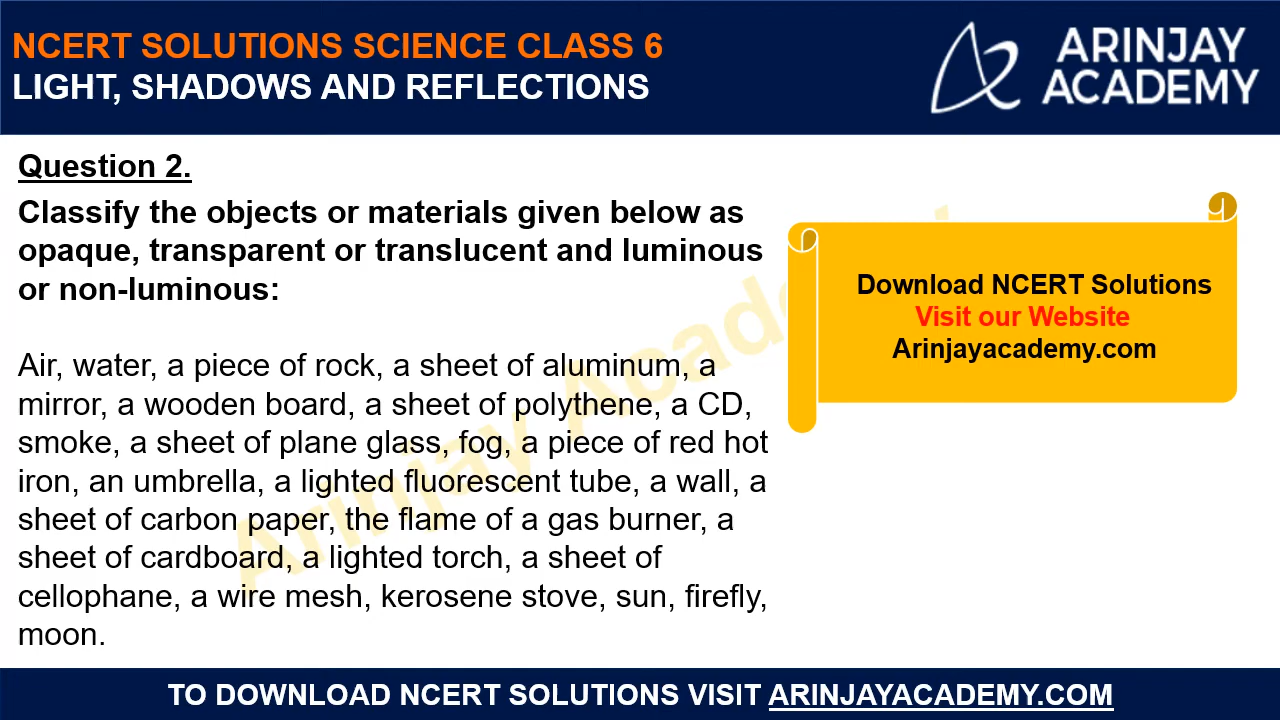 NCERT SOLUTIONS SCIENCE CLASS 6
LIGHT, SHADOWS AND REFLECTIONS
ARINJAY
ACADEMY
Question 2.
Classify the objects or materials given below as
opaque, transparent or translucent and luminous
or non-luminous:
Air, water, a piece of rock, a sheet of aluminum, a
mirror, a wooden board, a sheet of polythene, a CD,
smoke, a sheet of plane glass, fog, a piece of red hot
iron, an umbrella, a lighted fluorescent tube, a wall, a
sheet of carbon paper, the flame of a gas burner, a
sheet of cardboard, a lighted torch, a sheet of
cellophane, a wire mesh, kerosene stove, sun, firefly,
moon.
Download NCERT Solutions
Visit our Website
Arinjayacademy.com
Arinjay Academy
TO DOWNLOAD NCERT SOLUTIONS VISIT ARINJAYACADEMY.COM